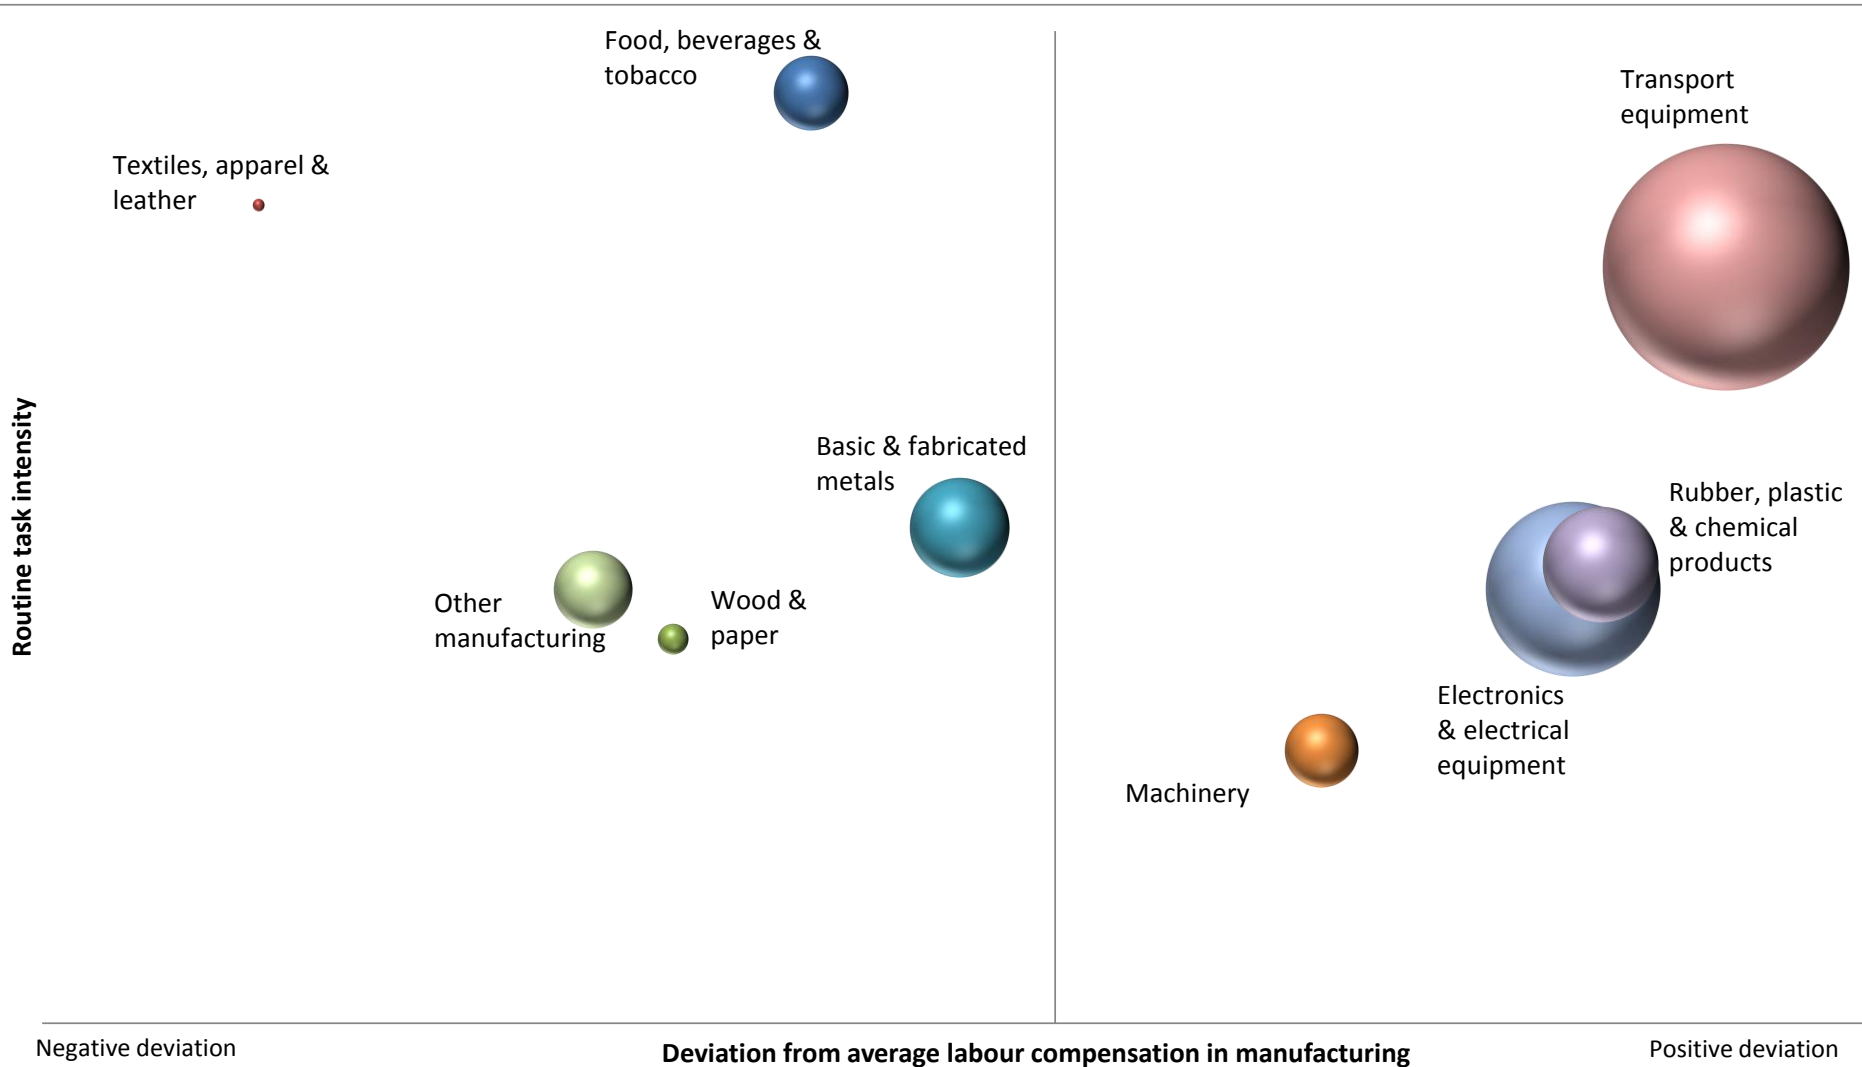 Food, beverages &
tobacco
Transport
equipment
Textiles, apparel &
leather
Routine task intensity
Basic & fabricated
metals
Rubber, plastic
& chemical
products
Other
manufacturing
Wood &
paper
Electronics
& electrical
equipment
Machinery
Negative deviation
Deviation from average labour compensation in manufacturing
Positive deviation